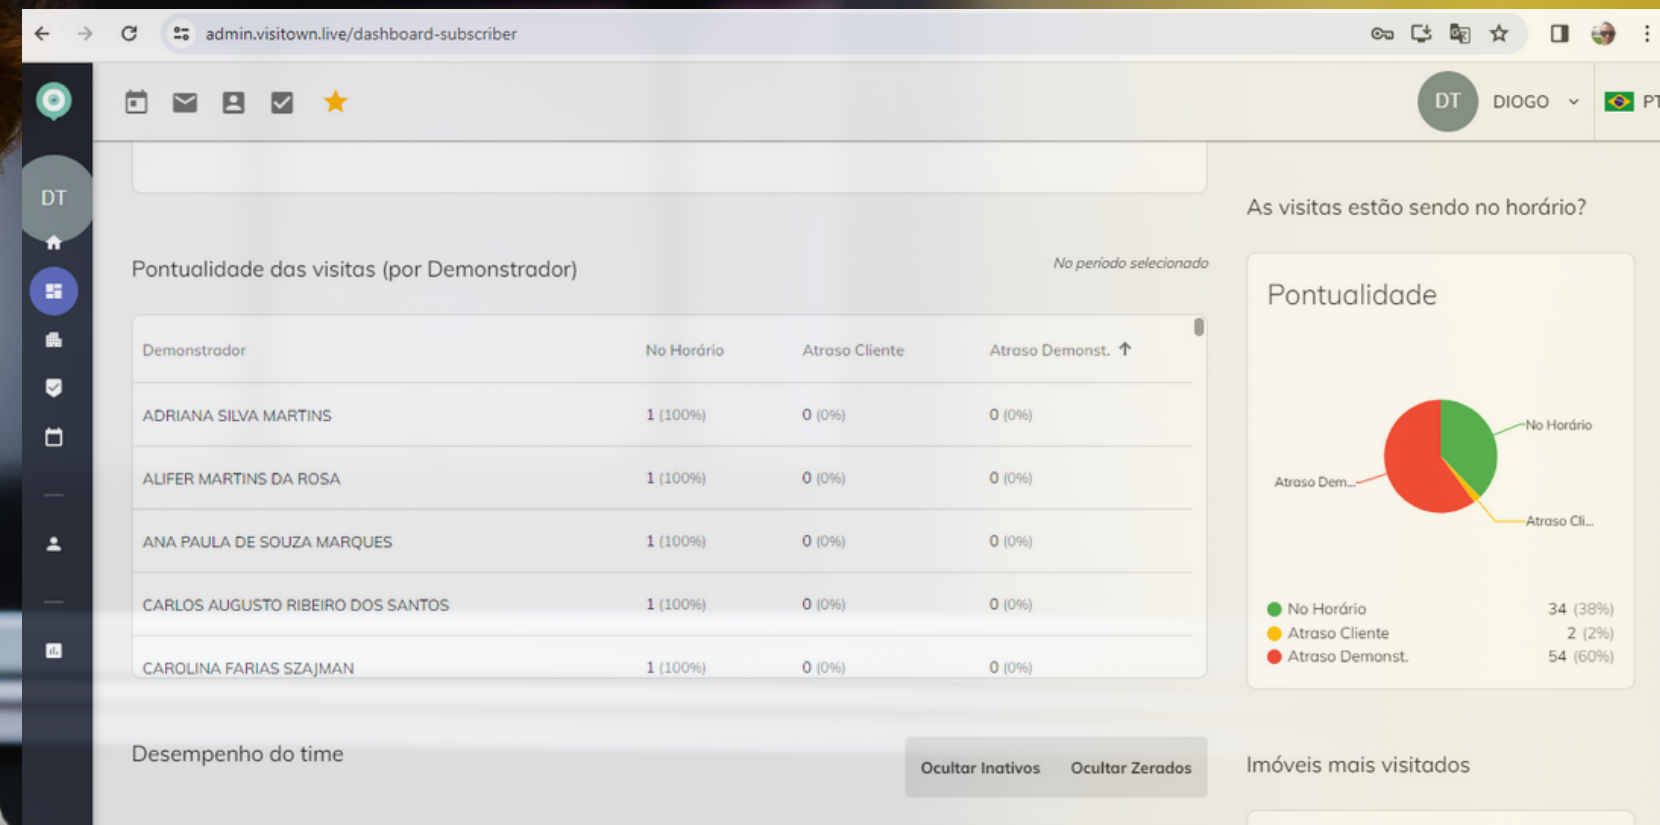 admin.visitown.live/dashboard-subscriber
DT
DIOGO
PT
DT
Pontualidade das visitas (por Demonstrador)
No período selecionado
Demonstrador No Horário Atraso Cliente Atraso Demonst.
ADRIANA SILVA MARTINS 1 (100%) 0 (0%) 0 (0%)
ALIFER MARTINS DA ROSA 1 (100%) 0 (0%) 0 (0%)
ANA PAULA DE SOUZA MARQUES 1 (100%) 0 (0%) 0 (0%)
CARLOS AUGUSTO RIBEIRO DOS SANTOS 1 (100%) 0 (0%) 0 (0%)
CAROLINA FARIAS SZAJMAN 1 (100%) 0 (0%) 0 (0%)
Desempenho do time
Ocultar Inativos Ocultar Zerados
As visitas estão sendo no horário?
Pontualidade
No Horário
Atraso Dem...
Atraso Cli...
No Horário 34 (38%)
Atraso Cliente 2 (2%)
Atraso Demonst. 54 (60%)
Imóveis mais visitados